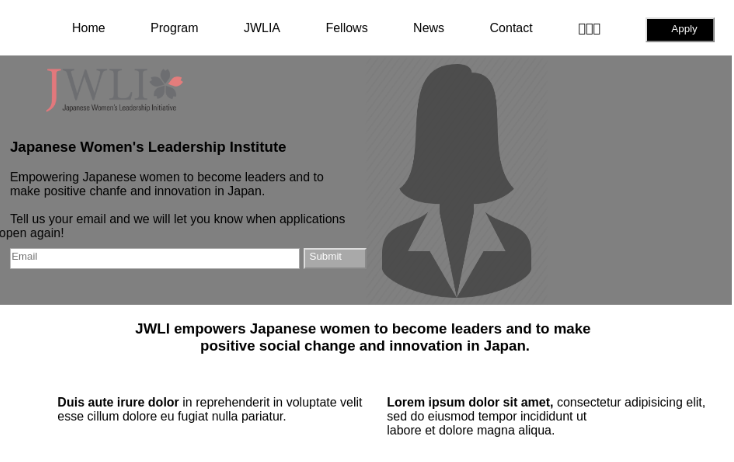 Home Program JWLIA Fellows News Contact Apply
JWLI
Japanese Women's Leadership Initiative
Japanese Women's Leadership Institute
Empowering Japanese women to become leaders and to
make positive chanfe and innovation in Japan.
Tell us your email and we will let you know when applications
open again!
Email Submit
JWLI empowers Japanese women to become leaders and to make
positive social change and innovation in Japan.
Duis aute irure dolor in reprehenderit in voluptate velit
esse cillum dolore eu fugiat nulla pariatur.
Lorem ipsum dolor sit amet, consectetur adipisicing elit,
sed do eiusmod tempor incididunt ut
labore et dolore magna aliqua.